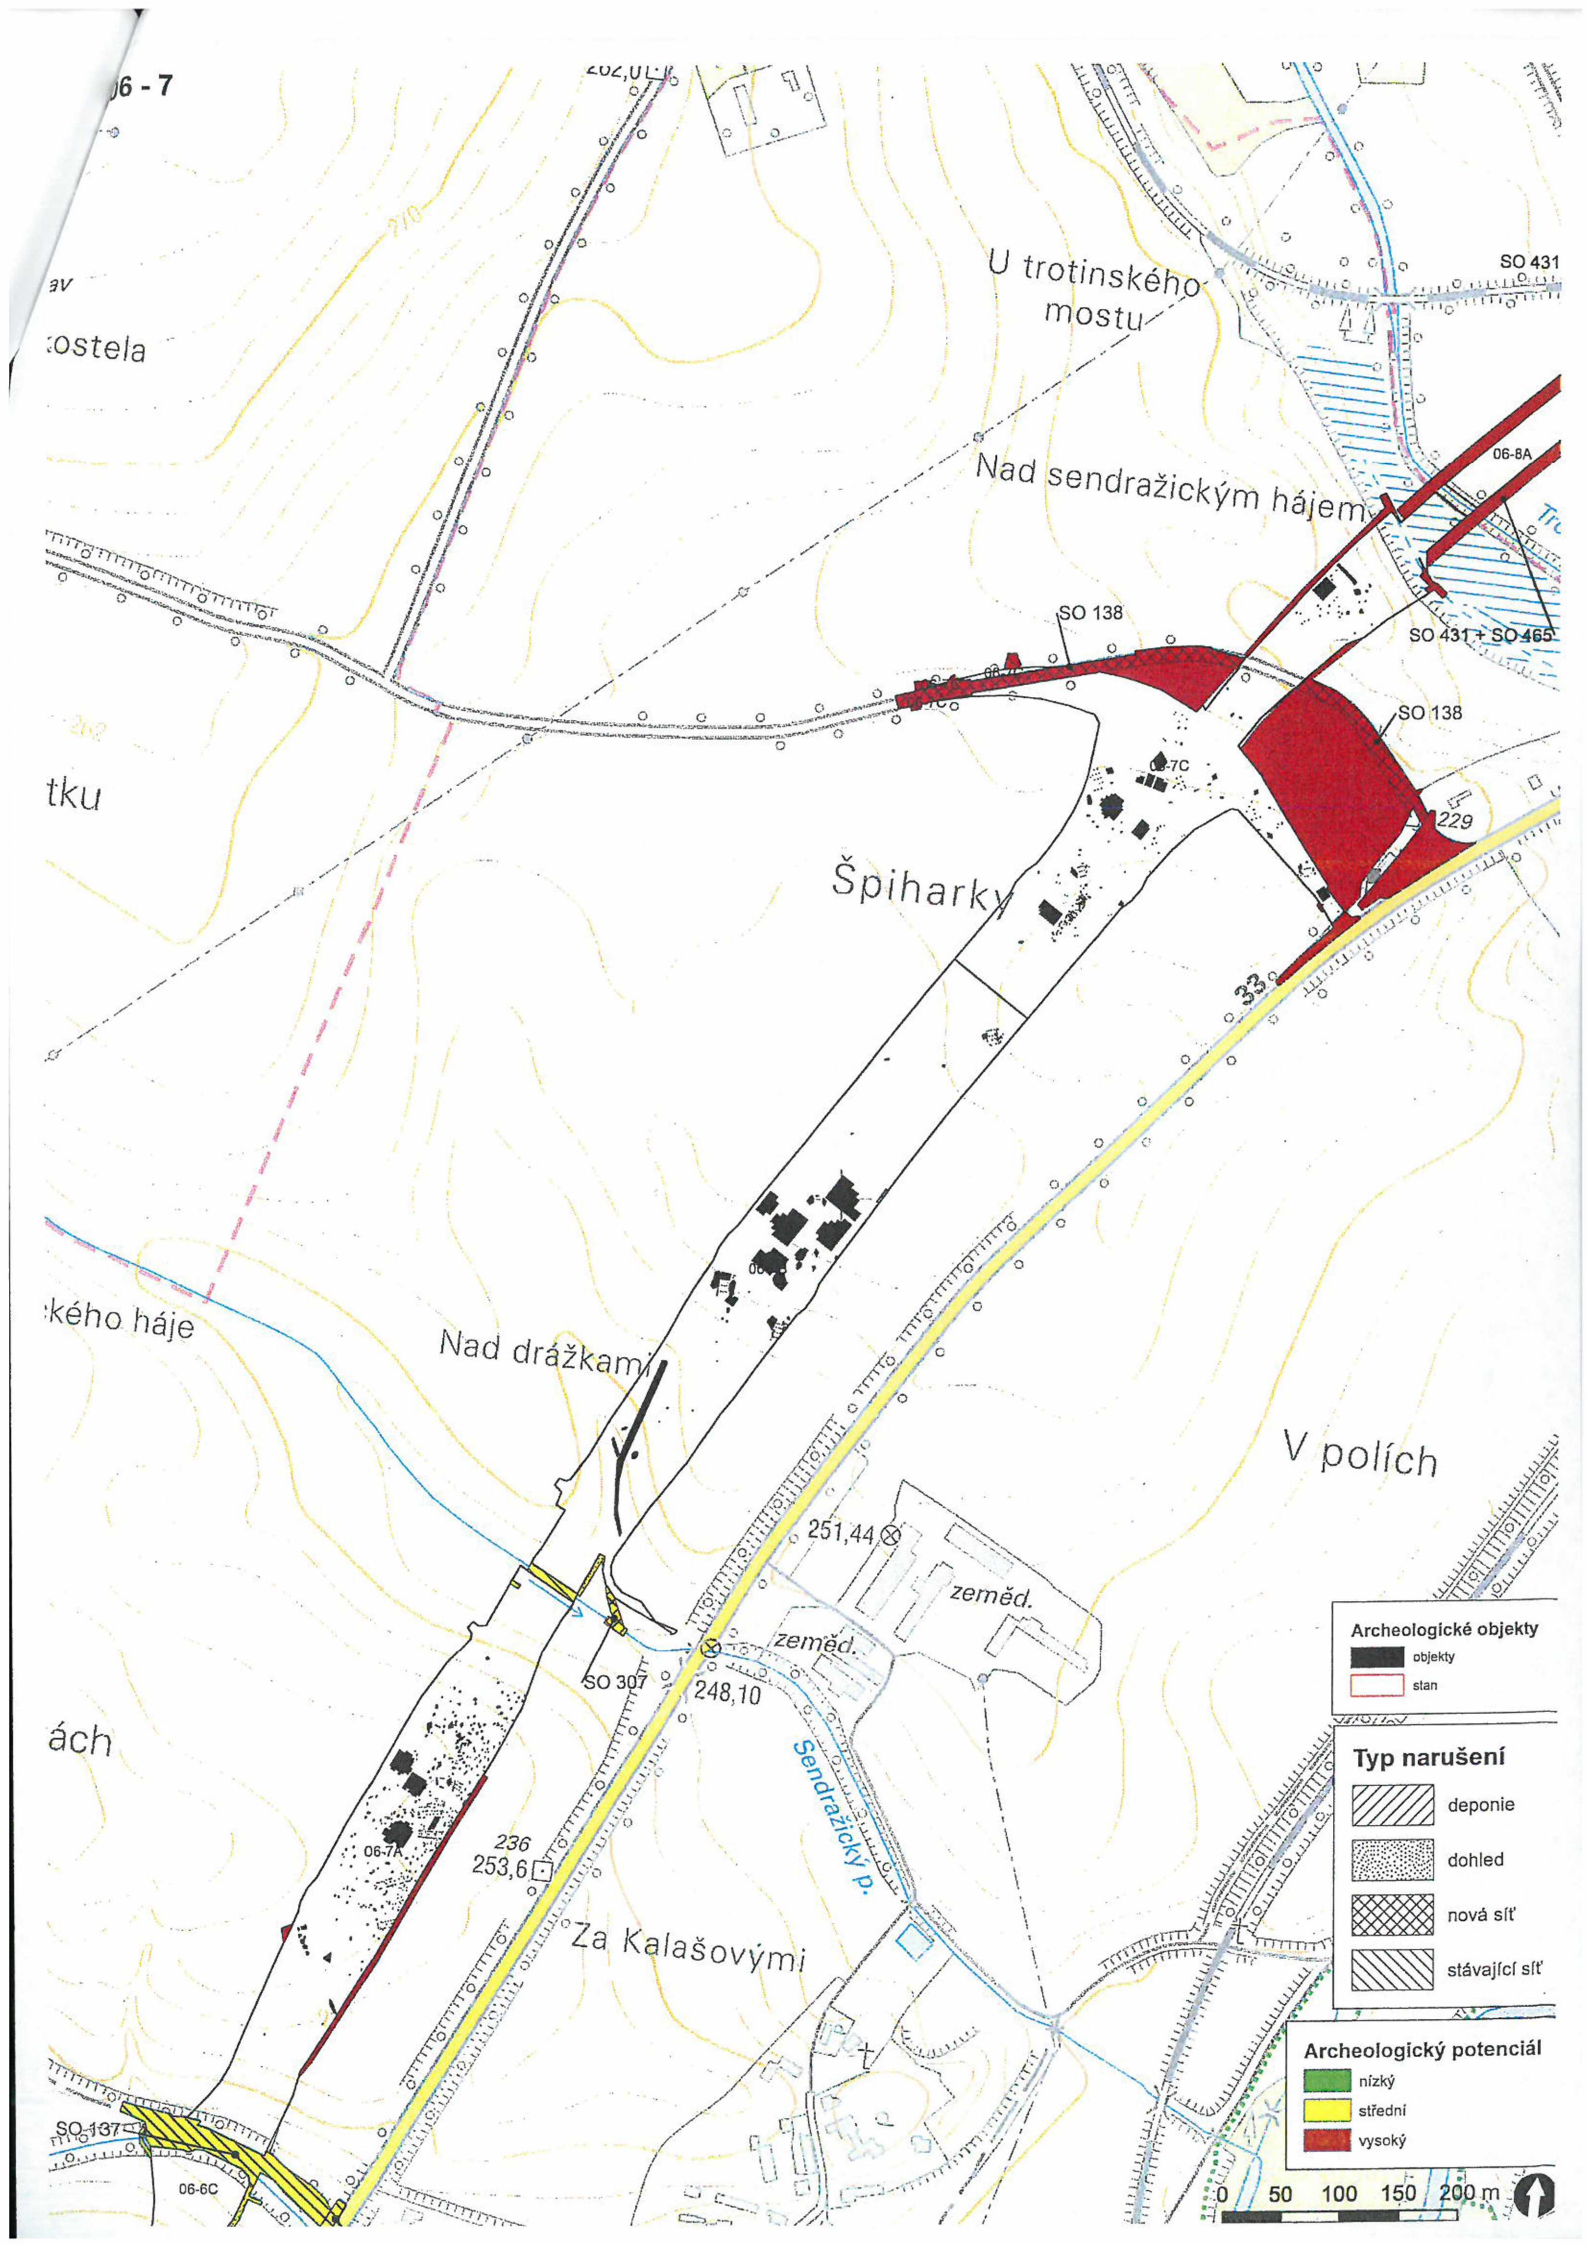 06 - 7
270
SO 431
U trotinského
mostu
Nad sendražickým hájem
06-8A
SO 138
SO 431 + SO 465
SO 138
06-7C
229
tku
Špiharky
33
kého háje
Nad drážkami
V polích
251,44
zeměd.
zeměd.
SO 307
248,10
ách
Sendražický p.
236
253,6
06-7A
Za Kalašovými
SO 137
06-6C
Archeologické objekty
objekty
stan
Typ narušení
deponie
dohled
nová síť
stávající síť
Archeologický potenciál
nízký
střední
vysoký
0 50 100 150 200 m